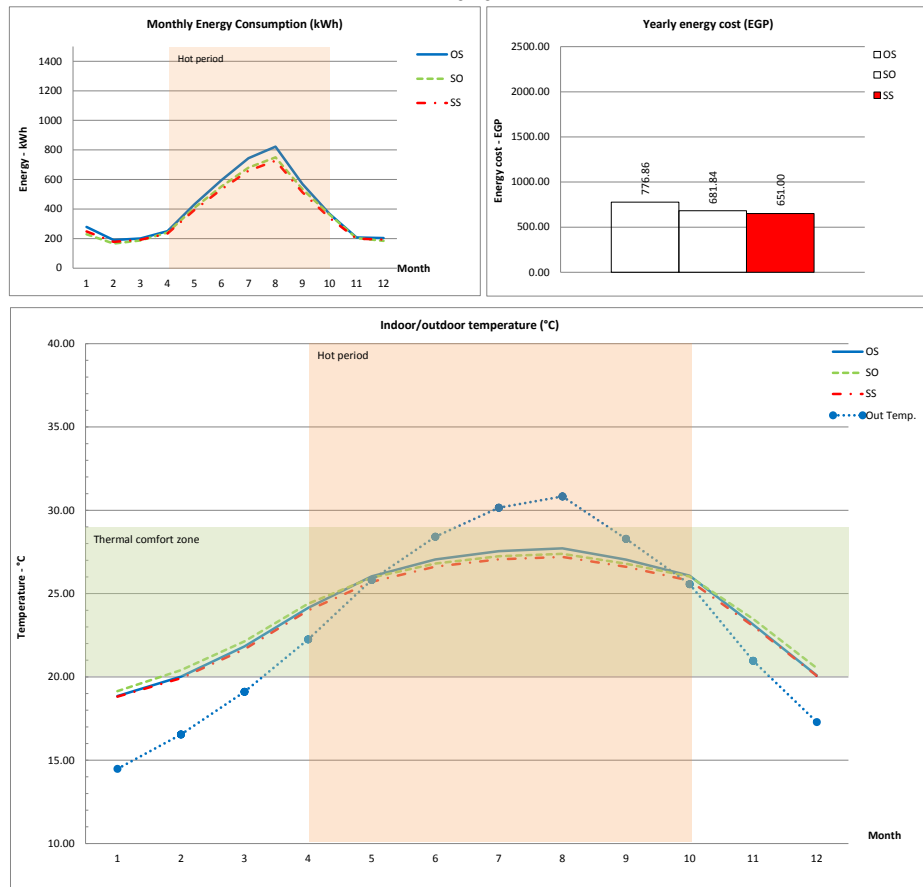 Monthly Energy Consumption (kWh)
Hot period
OS
SO
SS
Energy - kWh
1400
1200
1000
800
600
400
200
0
1 2 3 4 5 6 7 8 9 10 11 12
Month
Yearly energy cost (EGP)
OS
SO
SS
Energy cost - EGP
2500.00
2000.00
1500.00
1000.00
500.00
0.00
776.86
681.84
651.00
Indoor/outdoor temperature (°C)
Hot period
OS
SO
SS
Out Temp.
Thermal comfort zone
Temperature - °C
40.00
35.00
30.00
25.00
20.00
15.00
10.00
1 2 3 4 5 6 7 8 9 10 11 12
Month